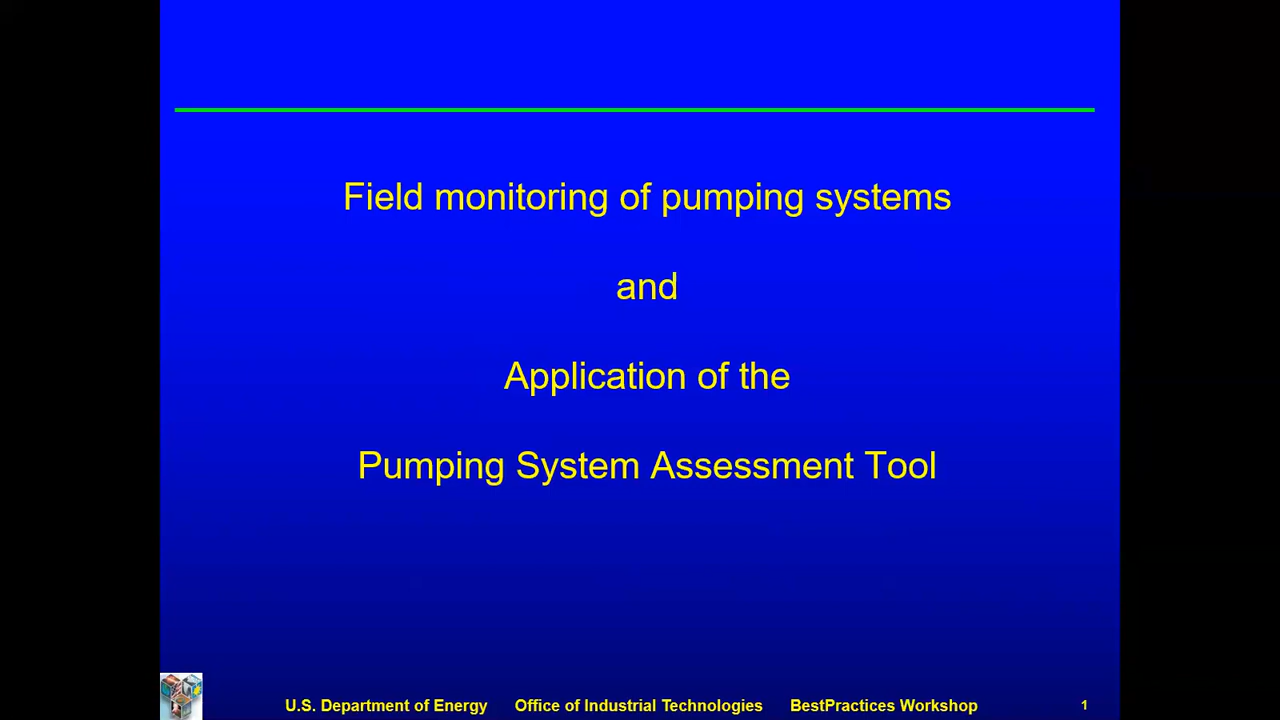 Field monitoring of pumping systems
and
Application of the
Pumping System Assessment Tool
U.S. Department of Energy Office of Industrial Technologies BestPractices Workshop 1